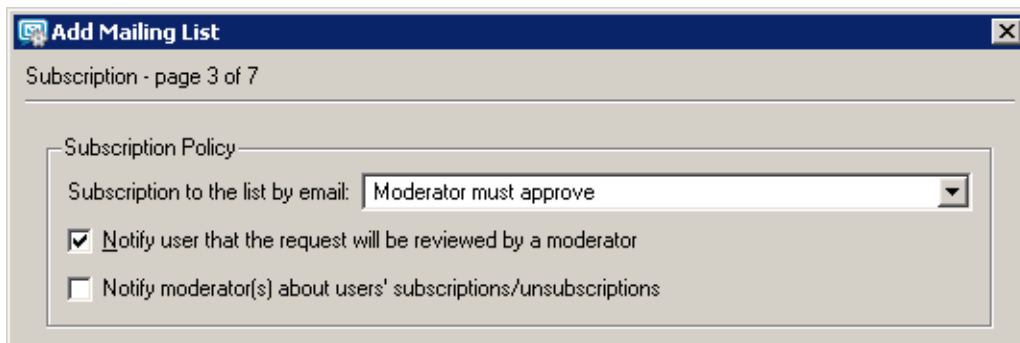 Add Mailing List
Subscription - page 3 of 7
Subscription Policy
Subscription to the list by email: Moderator must approve
Notify user that the request will be reviewed by a moderator
Notify moderator(s) about users' subscriptions/unsubscriptions